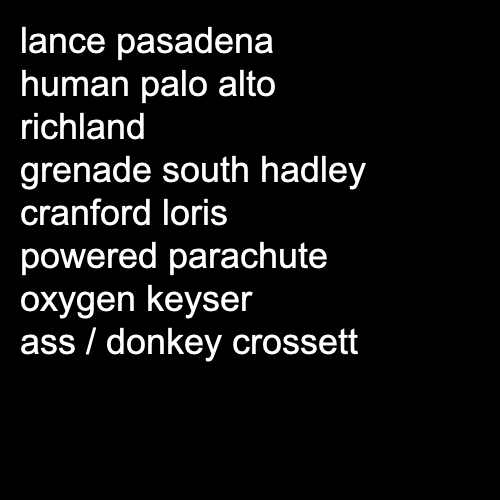 lance pasadena
human palo alto
richland
grenade south hadley
cranford loris
powered parachute
oxygen keyser
ass / donkey crossett